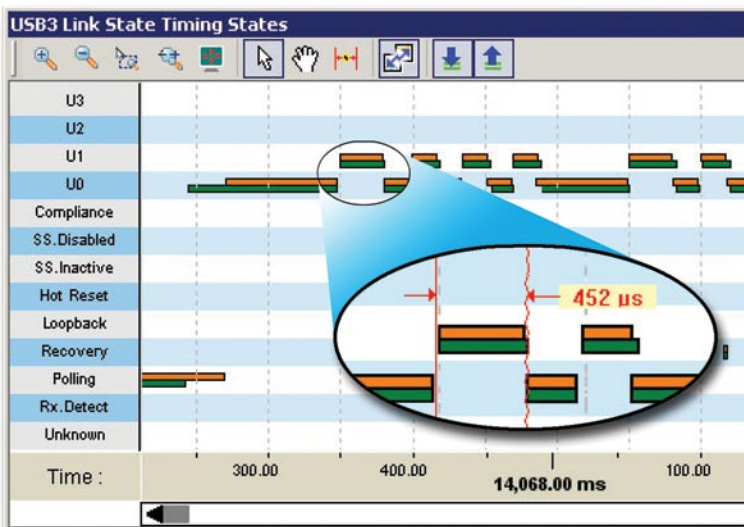 USB3 Link State Timing States
U3
U2
U1
U0
Compliance
SS.Disabled
SS.Inactive
Hot Reset
Loopback
Recovery
Polling
Rx.Detect
Unknown
452 µs
Time :
300.00
400.00
14,068.00 ms
100.00